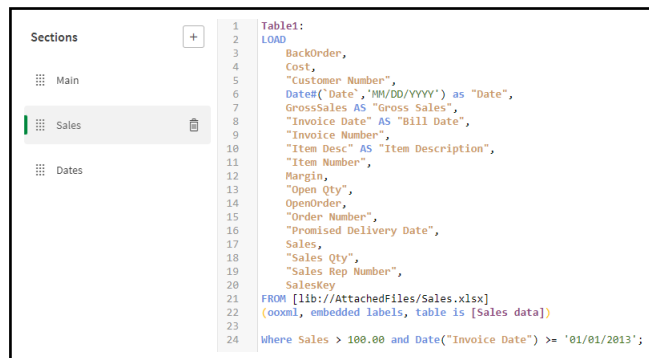 Sections
+
Main
Sales
Dates
1 Table1:
2 LOAD
3 BackOrder,
4 Cost,
5 "Customer Number",
6 Date#(`Date`,'MM/DD/YYYY') as "Date",
7 GrossSales AS "Gross Sales",
8 "Invoice Date" AS "Bill Date",
9 "Invoice Number",
10 "Item Desc" AS "Item Description",
11 "Item Number",
12 Margin,
13 "Open Qty",
14 OpenOrder,
15 "Order Number",
16 "Promised Delivery Date",
17 Sales,
18 "Sales Qty",
19 "Sales Rep Number",
20 SalesKey
21 FROM [lib://AttachedFiles/Sales.xlsx]
22 (ooxml, embedded labels, table is [Sales data])
23
24 Where Sales > 100.00 and Date("Invoice Date") >= '01/01/2013';